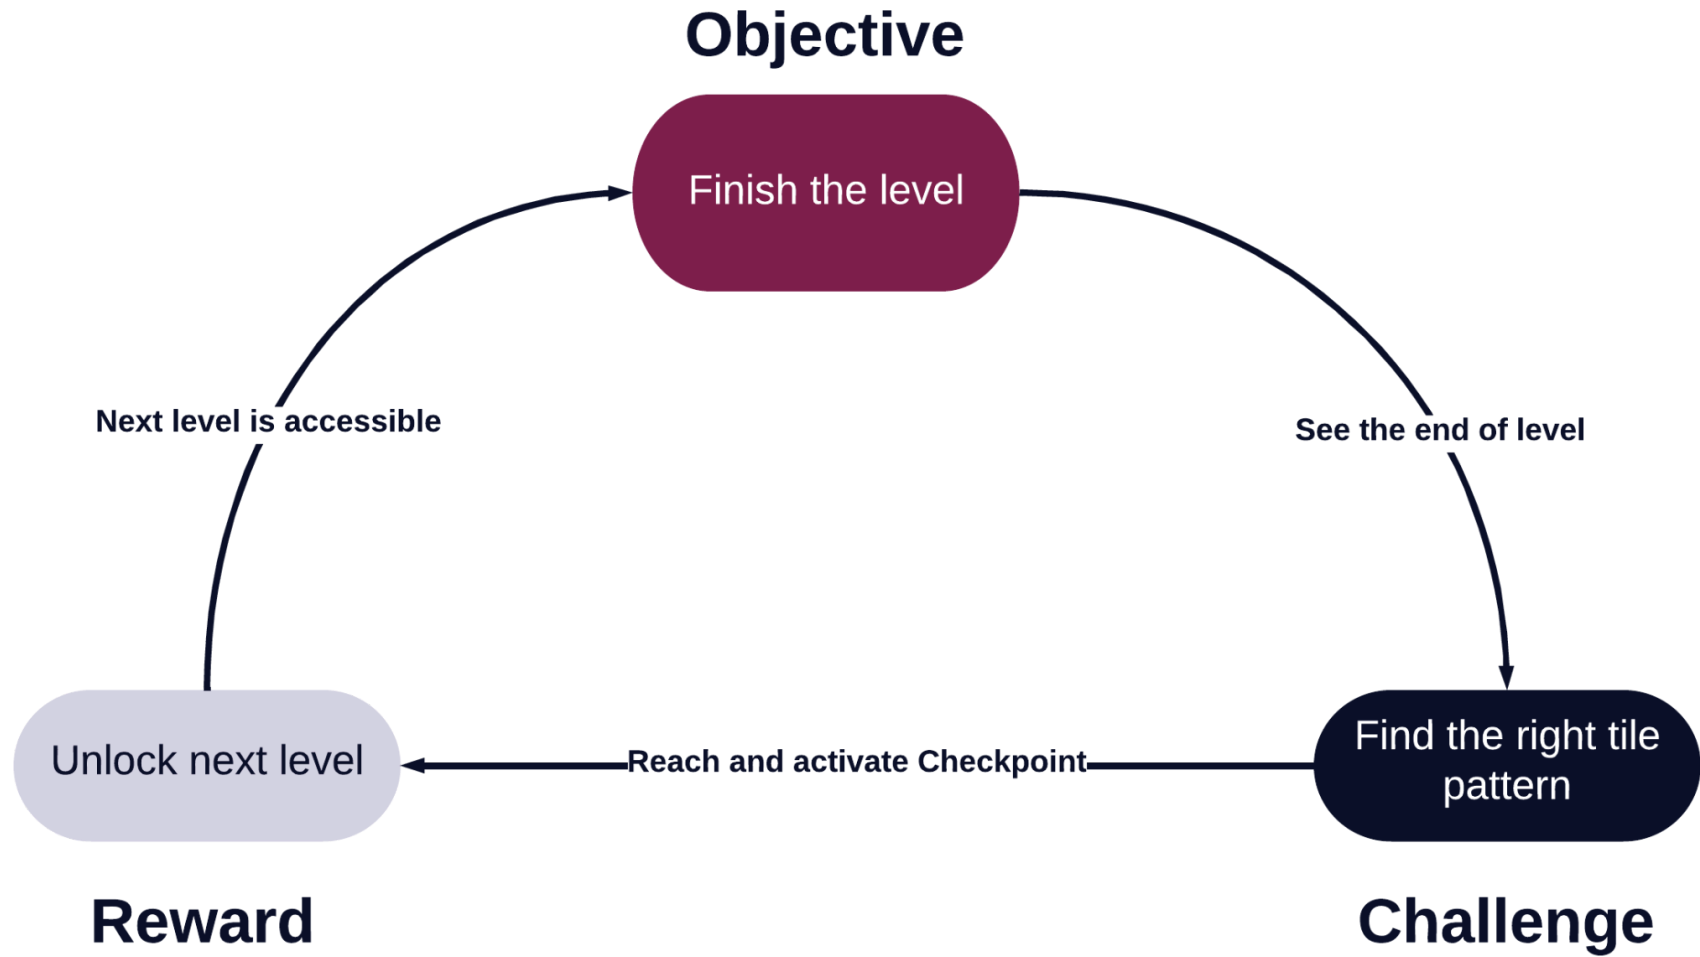 Objective
Finish the level
Next level is accessible
See the end of level
Unlock next level
Reach and activate Checkpoint
Find the right tile
pattern
Reward
Challenge